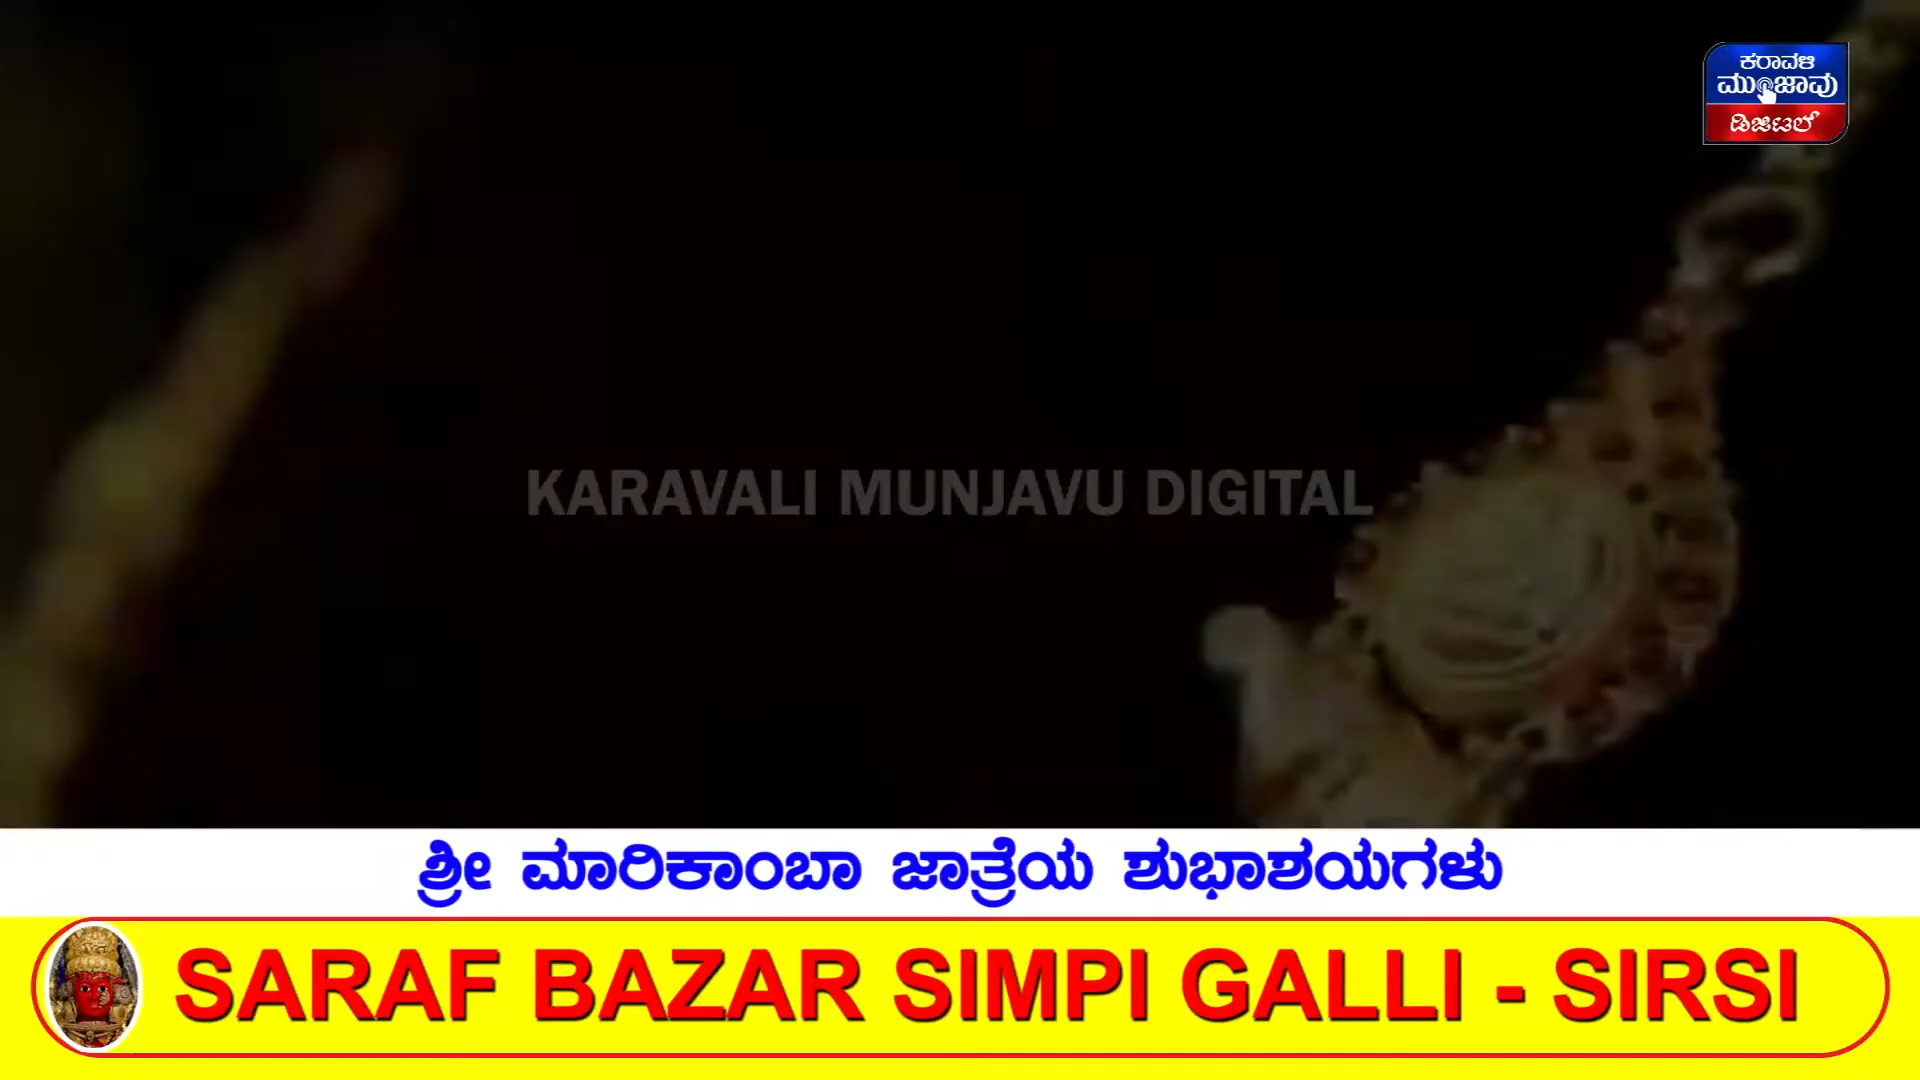 ಕರಾವಳಿ
ಮುಂಜಾವು
ಡಿಜಿಟಲ್
KARAVALI MUNJAVU DIGITAL
ಶ್ರೀ ಮಾರಿಕಾಂಬಾ ಜಾತ್ರೆಯ ಶುಭಾಶಯಗಳು
SARAF BAZAR SIMPI GALLI - SIRSI